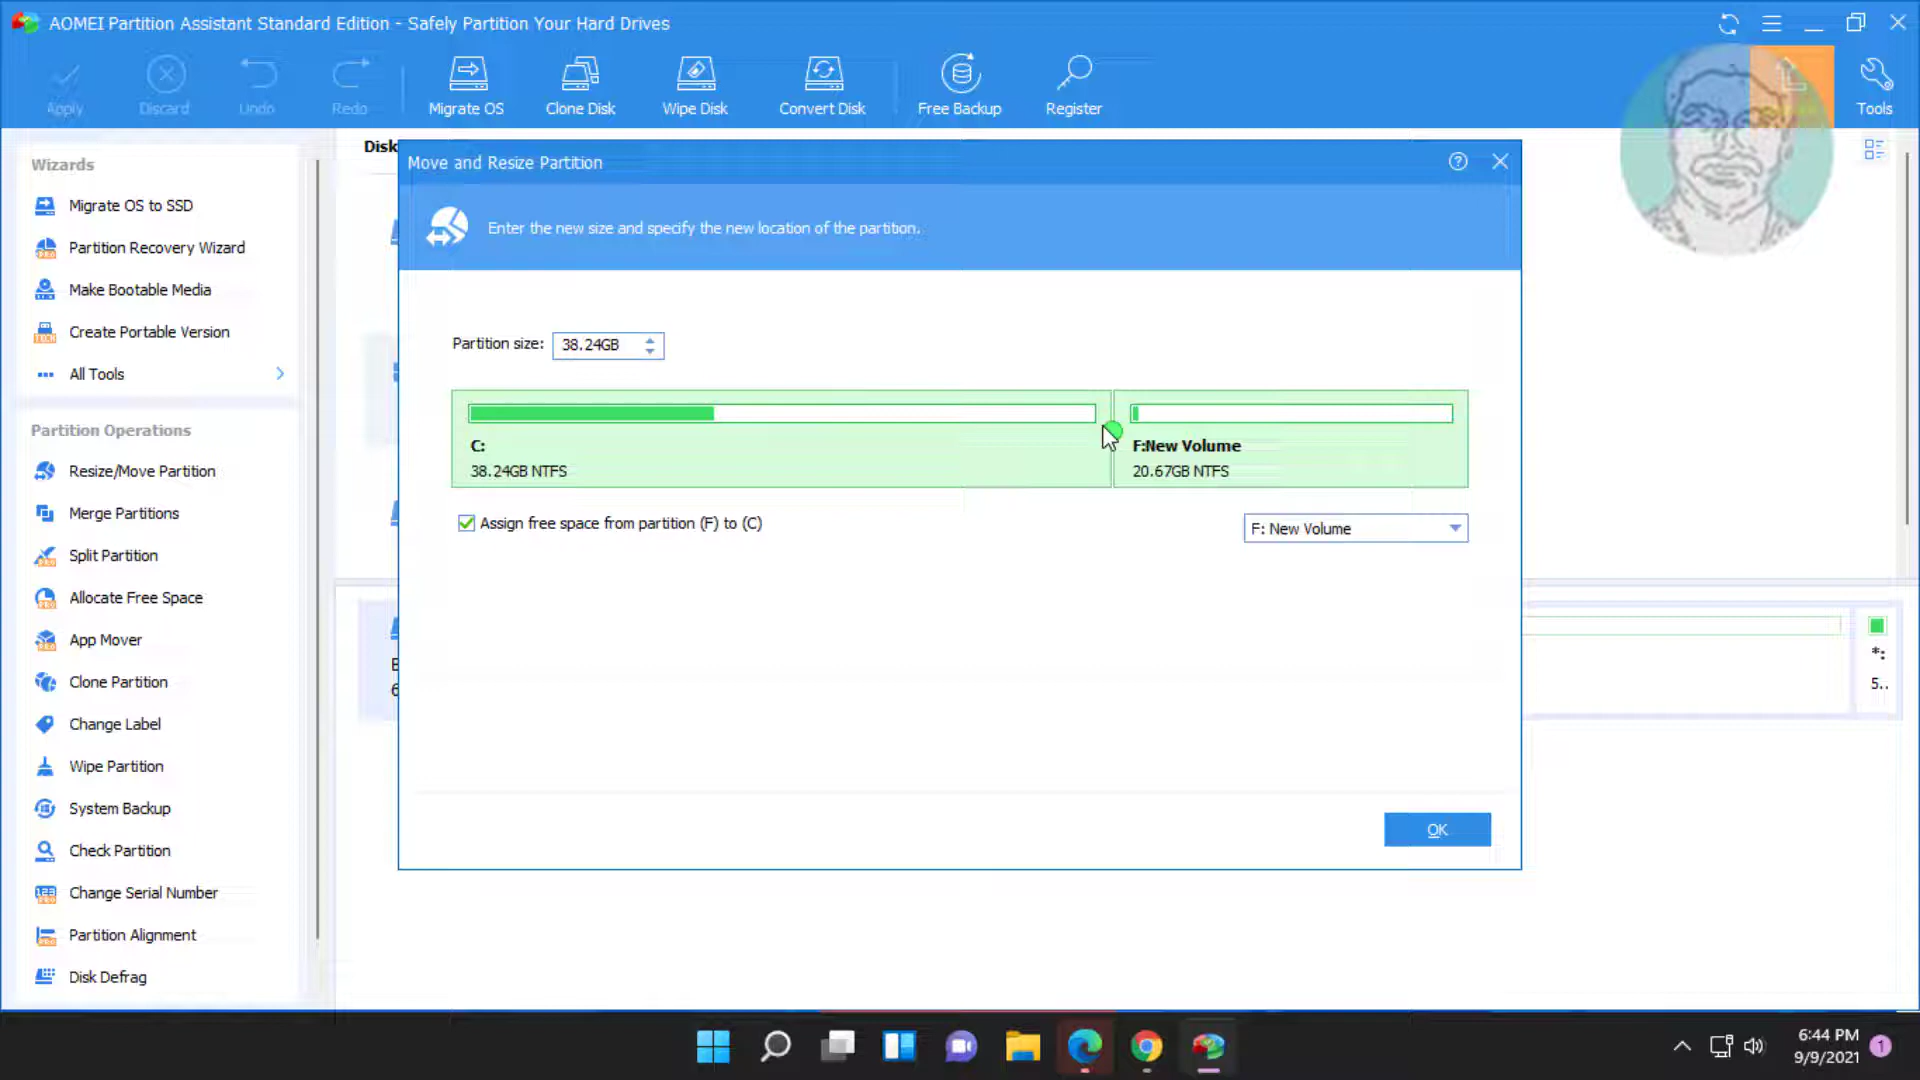 AOMEI Partition Assistant Standard Edition - Safely Partition Your Hard Drives
Apply
Discard
Undo
Redo
Migrate OS
Clone Disk
Wipe Disk
Convert Disk
Free Backup
Register
Tools
Wizards
Migrate OS to SSD
Partition Recovery Wizard
Make Bootable Media
Create Portable Version
All Tools
Partition Operations
Resize/Move Partition
Merge Partitions
Split Partition
Allocate Free Space
App Mover
Clone Partition
Change Label
Wipe Partition
System Backup
Check Partition
Change Serial Number
Partition Alignment
Disk Defrag
Disk
Move and Resize Partition
Enter the new size and specify the new location of the partition.
Partition size: 38.24GB
C:
38.24GB NTFS
F:New Volume
20.67GB NTFS
Assign free space from partition (F) to (C)
F: New Volume
OK
*:
5..
6:44 PM
9/9/2021
1